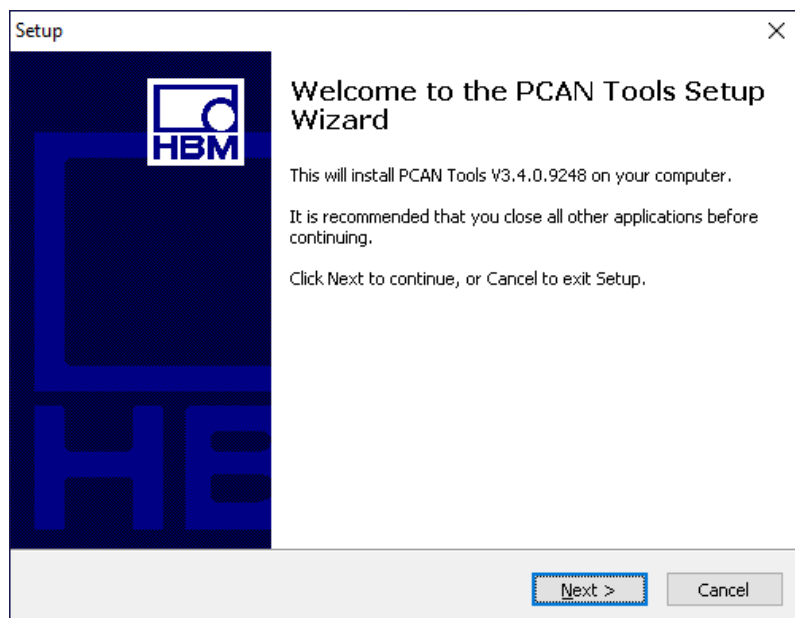 Setup
HBM
Welcome to the PCAN Tools Setup
Wizard
This will install PCAN Tools V3.4.0.9248 on your computer.
It is recommended that you close all other applications before
continuing.
Click Next to continue, or Cancel to exit Setup.
HB
Next >
Cancel